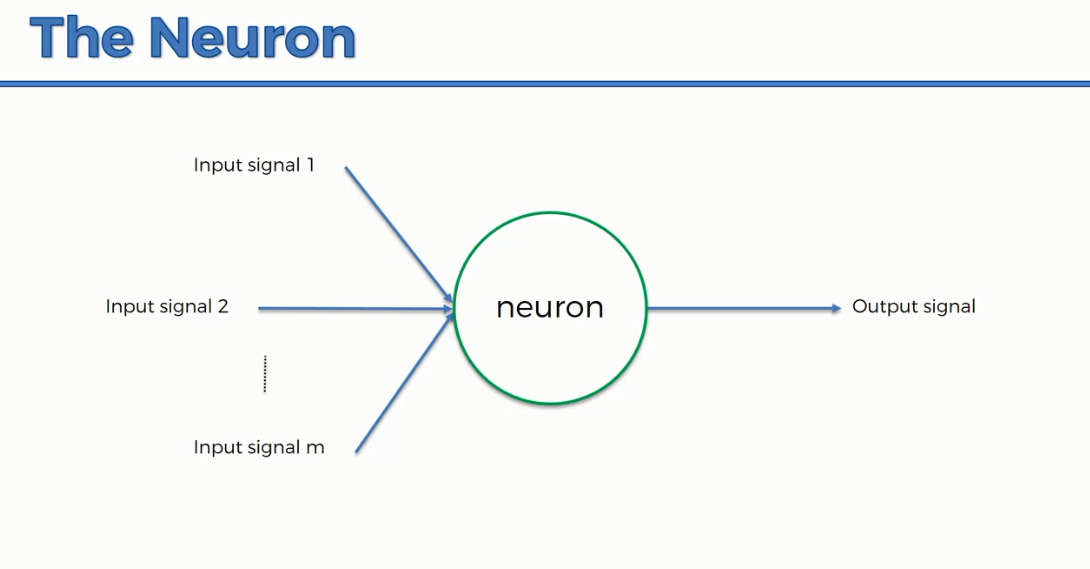 The Neuron
Input signal 1
Input signal 2
neuron
Output signal
Input signal m